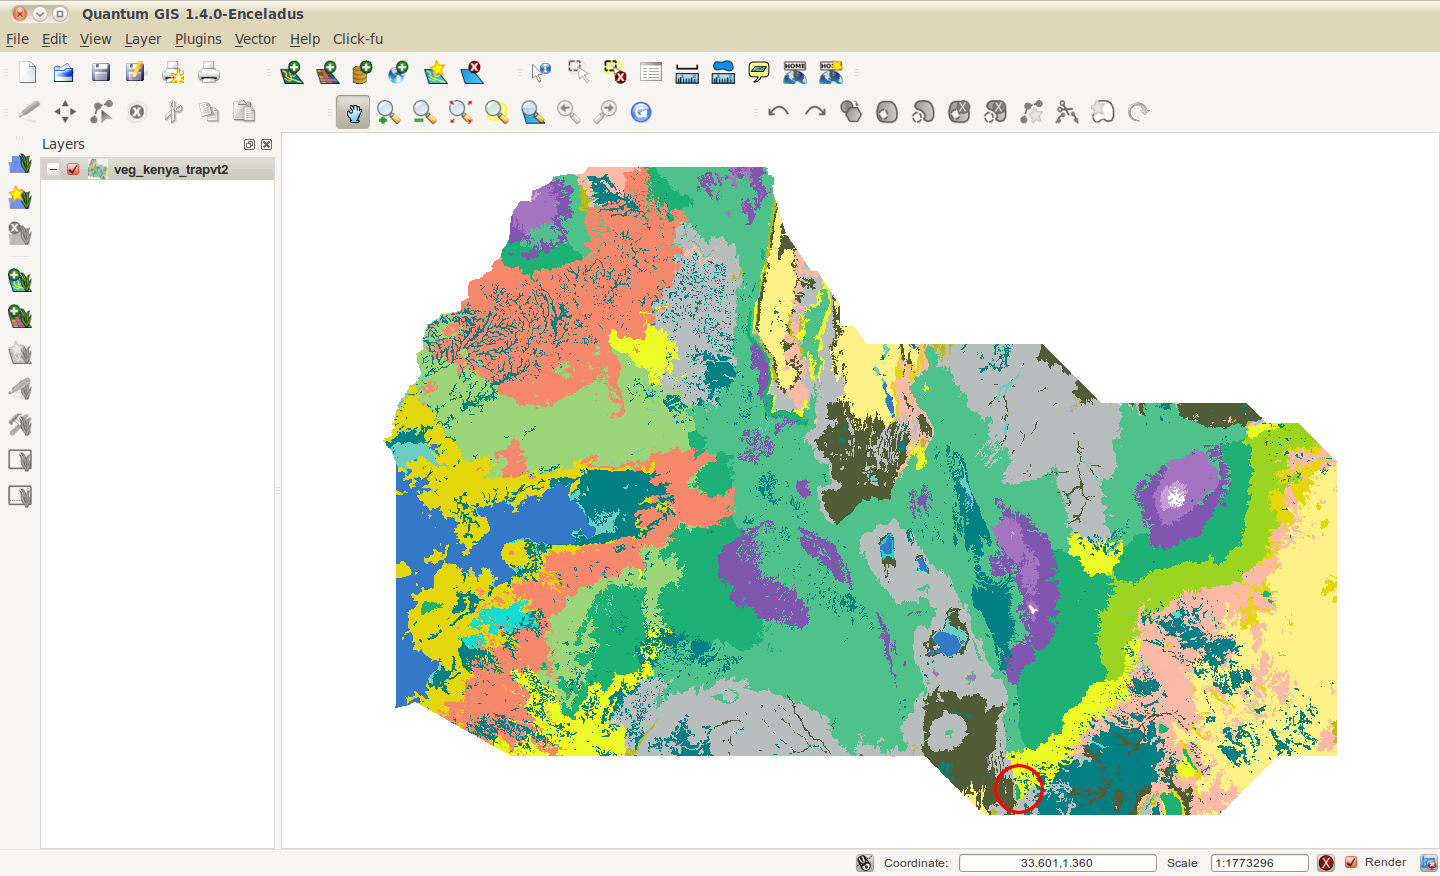 Quantum GIS 1.4.0-Enceladus
File Edit View Layer Plugins Vector Help Click-fu
HOME
Layers
veg_kenya_trapvt2
Coordinate: 33.601,1.360 Scale 1:1773296 Render